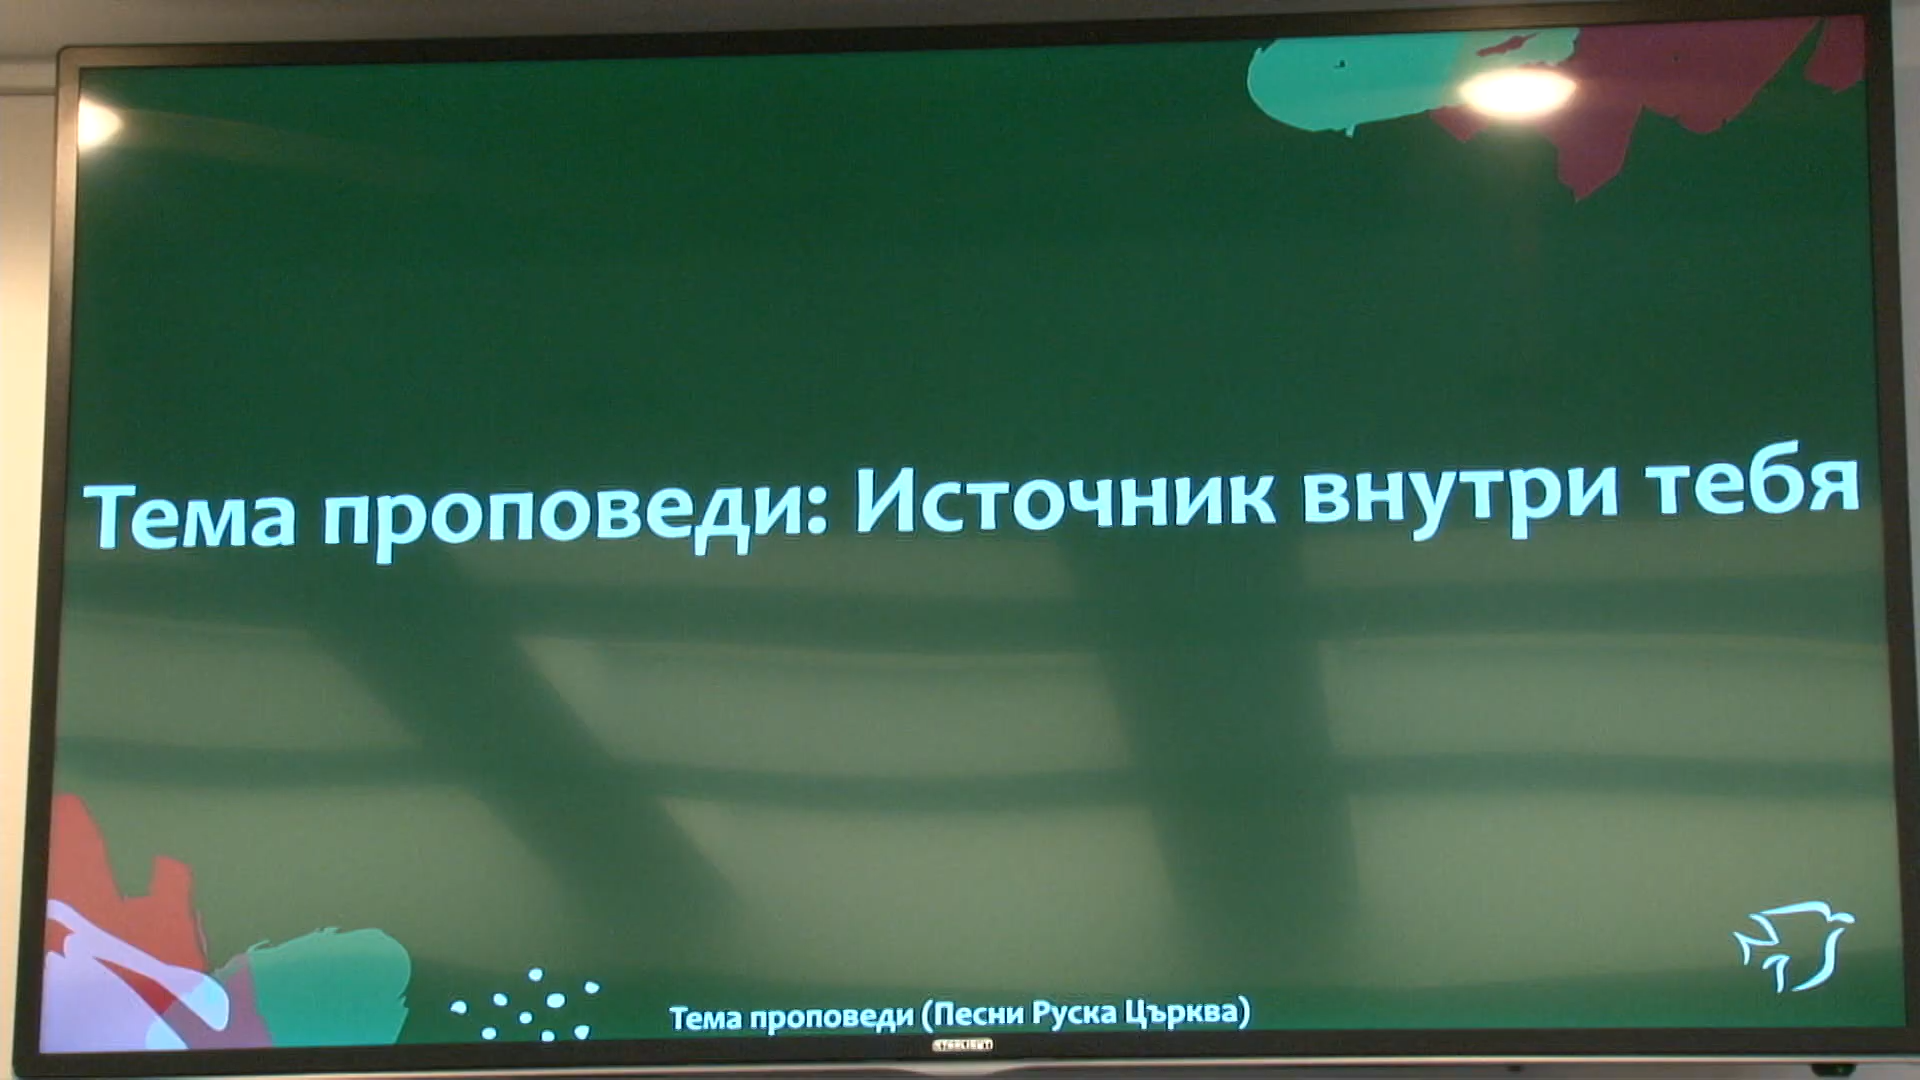 Тема проповеди: Источник внутри тебя
Тема проповеди (Песни Руска Църква)